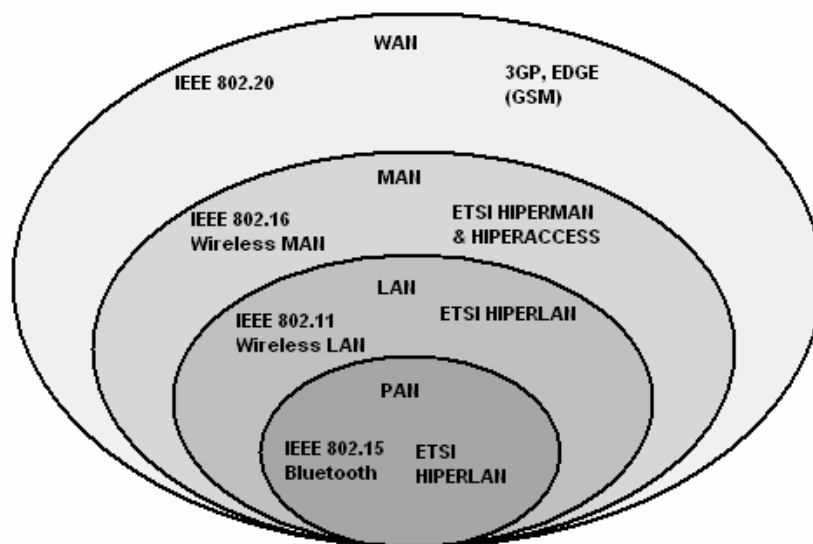 WAN
IEEE 802.20
3GP, EDGE
(GSM)
MAN
IEEE 802.16
Wireless MAN
ETSI HIPERMAN
& HIPERACCESS
LAN
IEEE 802.11
Wireless LAN
ETSI HIPERLAN
PAN
IEEE 802.15
Bluetooth
ETSI
HIPERLAN